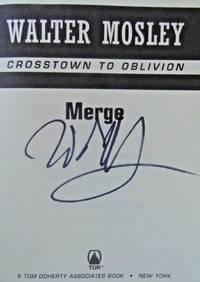 WALTER MOSLEY
CROSSTOWN TO OBLIVION
Merge
TOR®
A TOM DOHERTY ASSOCIATES BOOK • NEW YORK